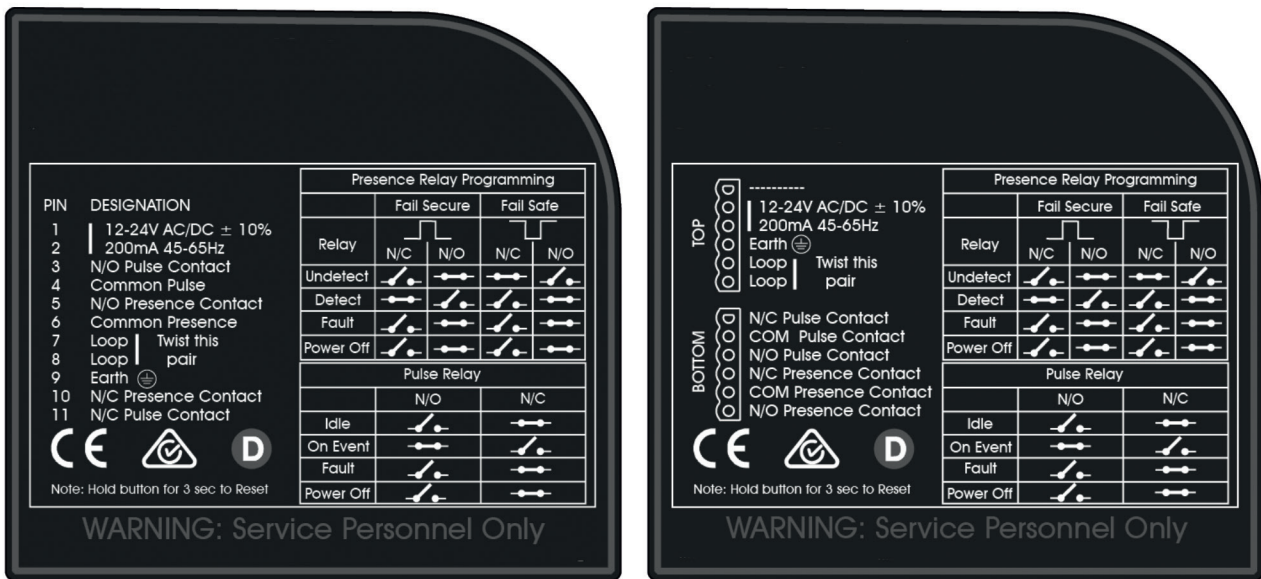 PIN DESIGNATION
1 12-24V AC/DC ± 10%
2 200mA 45-65Hz
3 N/O Pulse Contact
4 Common Pulse
5 N/O Presence Contact
6 Common Presence
7 Loop Twist this
8 Loop pair
9 Earth
10 N/C Presence Contact
11 N/C Pulse Contact
CE D
Note: Hold button for 3 sec to Reset
Presence Relay Programming
Fail Secure Fail Safe
Relay N/C N/O N/C N/O
Undetect
Detect
Fault
Power Off
Pulse Relay
N/O N/C
Idle
On Event
Fault
Power Off
WARNING: Service Personnel Only
TOP
----------
12-24V AC/DC ± 10%
200mA 45-65Hz
Earth
Loop Twist this
Loop pair
BOTTOM
N/C Pulse Contact
COM Pulse Contact
N/O Pulse Contact
N/C Presence Contact
COM Presence Contact
N/O Presence Contact
CE D
Note: Hold button for 3 sec to Reset
Presence Relay Programming
Fail Secure Fail Safe
Relay N/C N/O N/C N/O
Undetect
Detect
Fault
Power Off
Pulse Relay
N/O N/C
Idle
On Event
Fault
Power Off
WARNING: Service Personnel Only